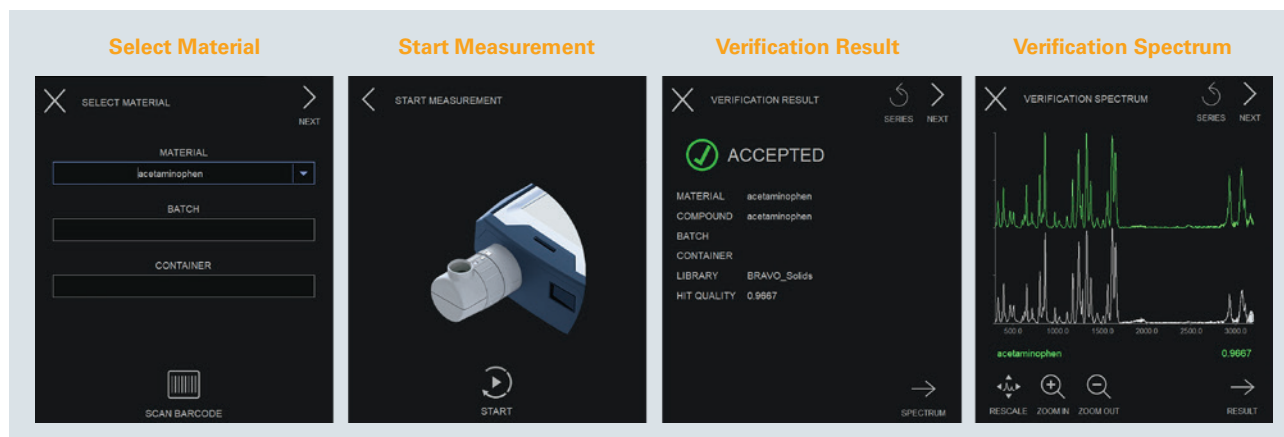 Select Material
Start Measurement
Verification Result
Verification Spectrum
SELECT MATERIAL
NEXT
MATERIAL
acetaminophen
BATCH
CONTAINER
SCAN BARCODE
START MEASUREMENT
START
VERIFICATION RESULT
SERIES NEXT
ACCEPTED
MATERIAL acetaminophen
COMPOUND acetaminophen
BATCH
CONTAINER
LIBRARY BRAVO_Solids
HIT QUALITY 0.9667
SPECTRUM
VERIFICATION SPECTRUM
SERIES NEXT
500.0 1000.0 1500.0 2000.0 2500.0 3000.0
acetaminophen 0.9667
RESCALE ZOOM IN ZOOM OUT RESULT